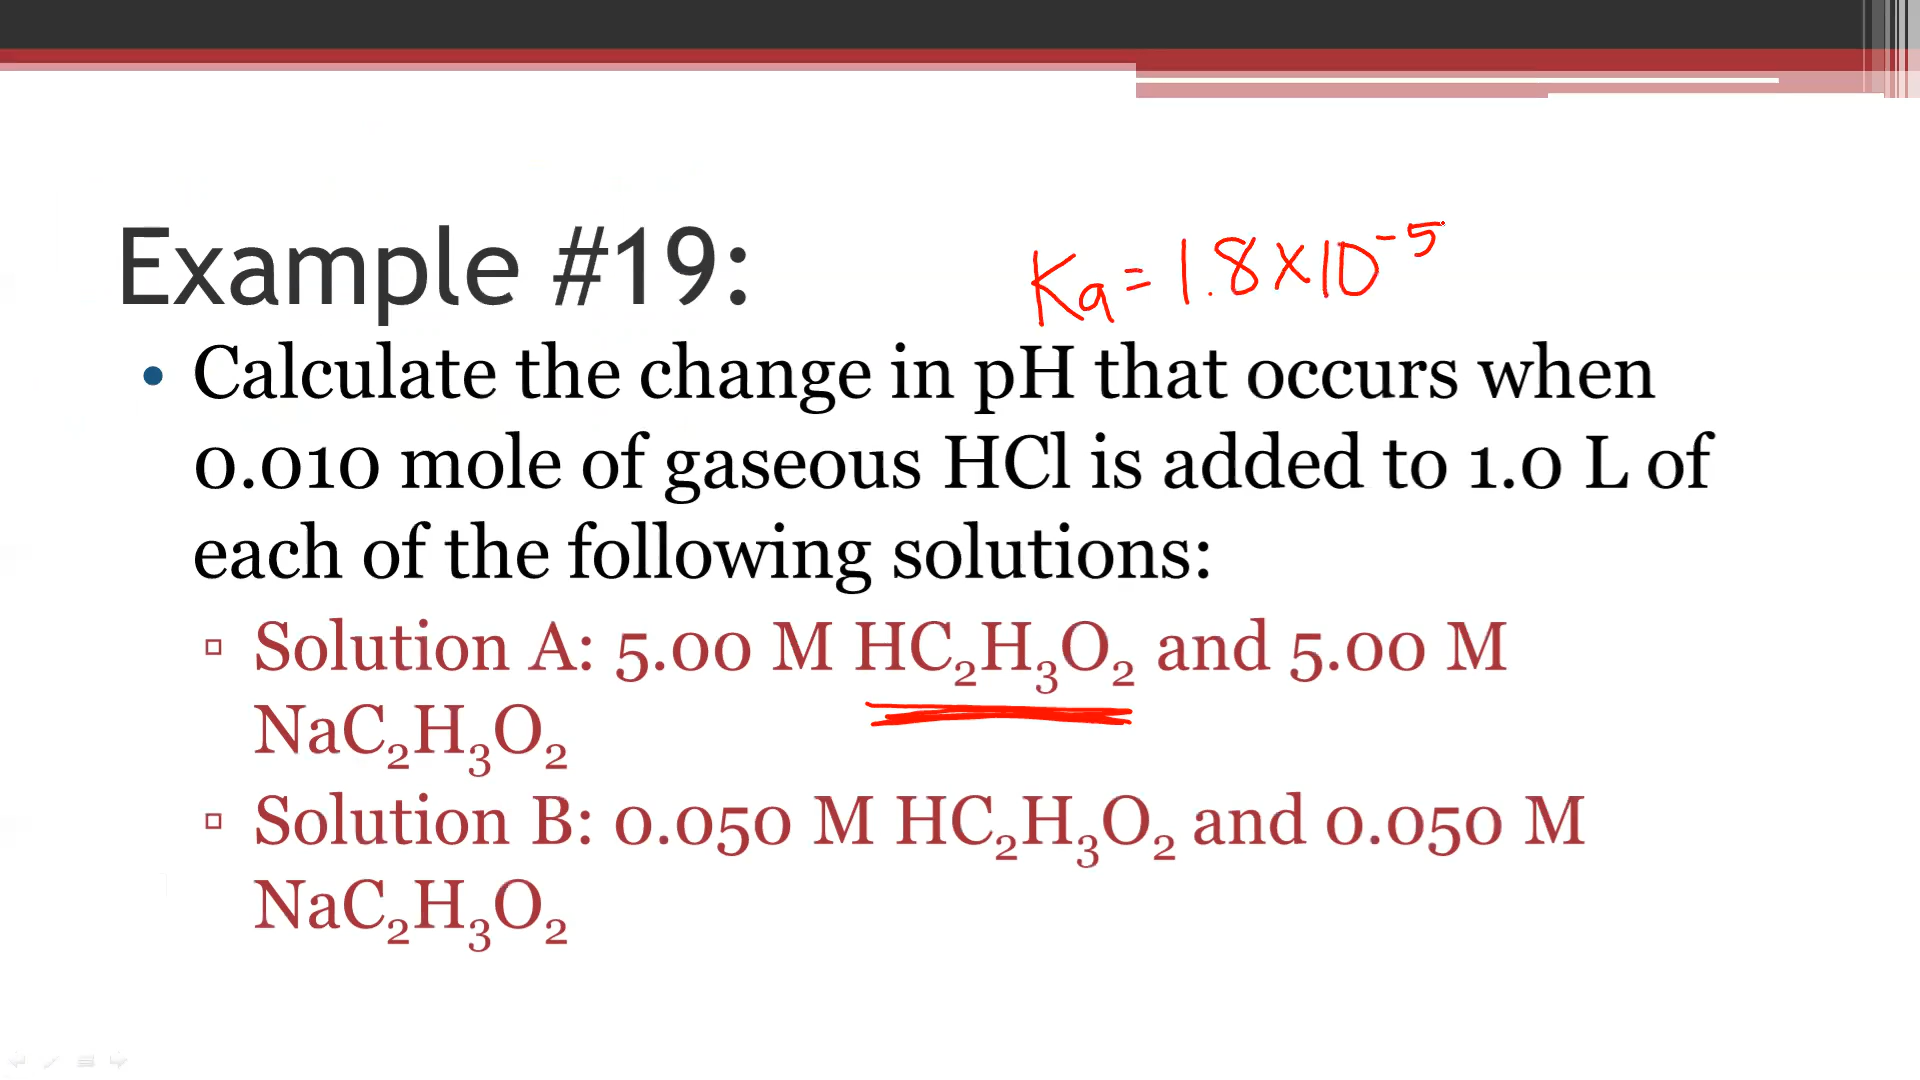 Example #19:
Ka = 1.8x10⁻⁵
• Calculate the change in pH that occurs when
0.010 mole of gaseous HCl is added to 1.0 L of
each of the following solutions:
▫ Solution A: 5.00 M HC₂H₃O₂ and 5.00 M
NaC₂H₃O₂
▫ Solution B: 0.050 M HC₂H₃O₂ and 0.050 M
NaC₂H₃O₂